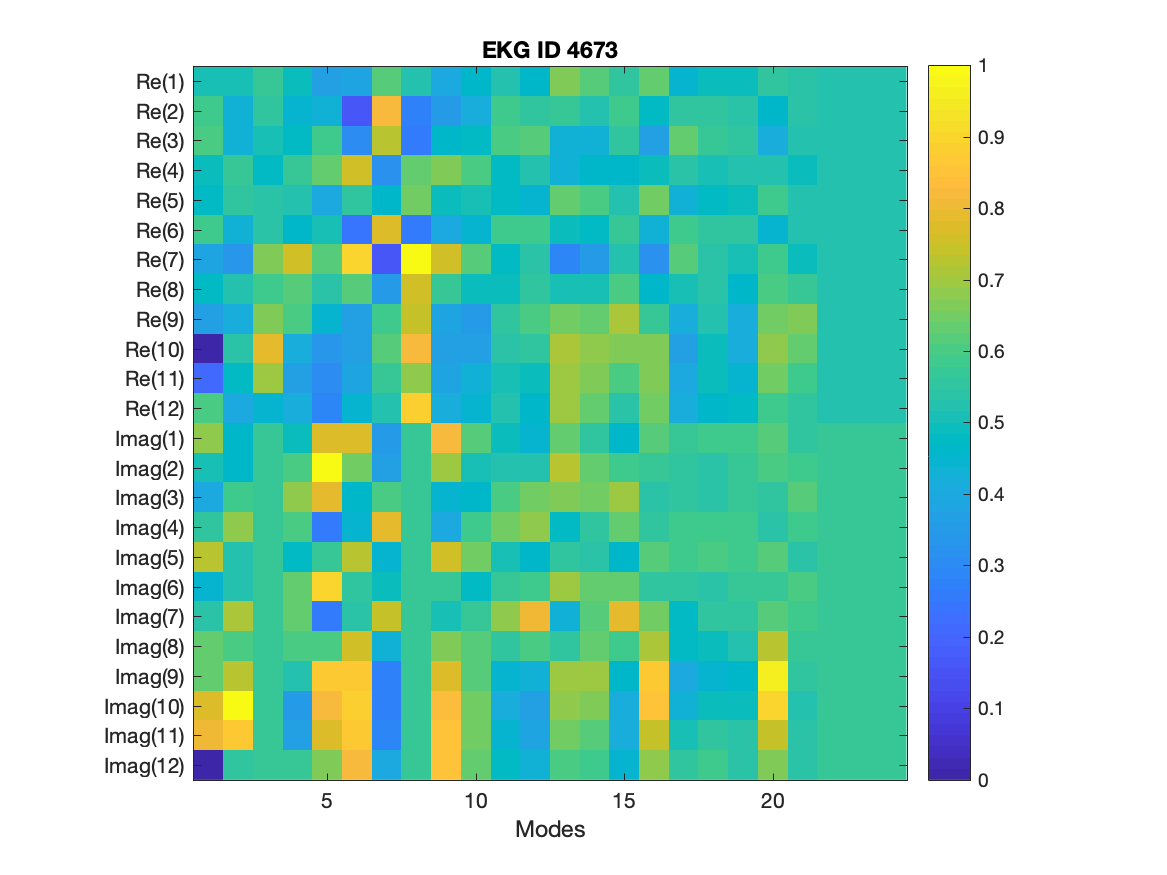 EKG ID 4673
Re(1)
Re(2)
Re(3)
Re(4)
Re(5)
Re(6)
Re(7)
Re(8)
Re(9)
Re(10)
Re(11)
Re(12)
Imag(1)
Imag(2)
Imag(3)
Imag(4)
Imag(5)
Imag(6)
Imag(7)
Imag(8)
Imag(9)
Imag(10)
Imag(11)
Imag(12)
5 10 15 20
Modes
1
0.9
0.8
0.7
0.6
0.5
0.4
0.3
0.2
0.1
0